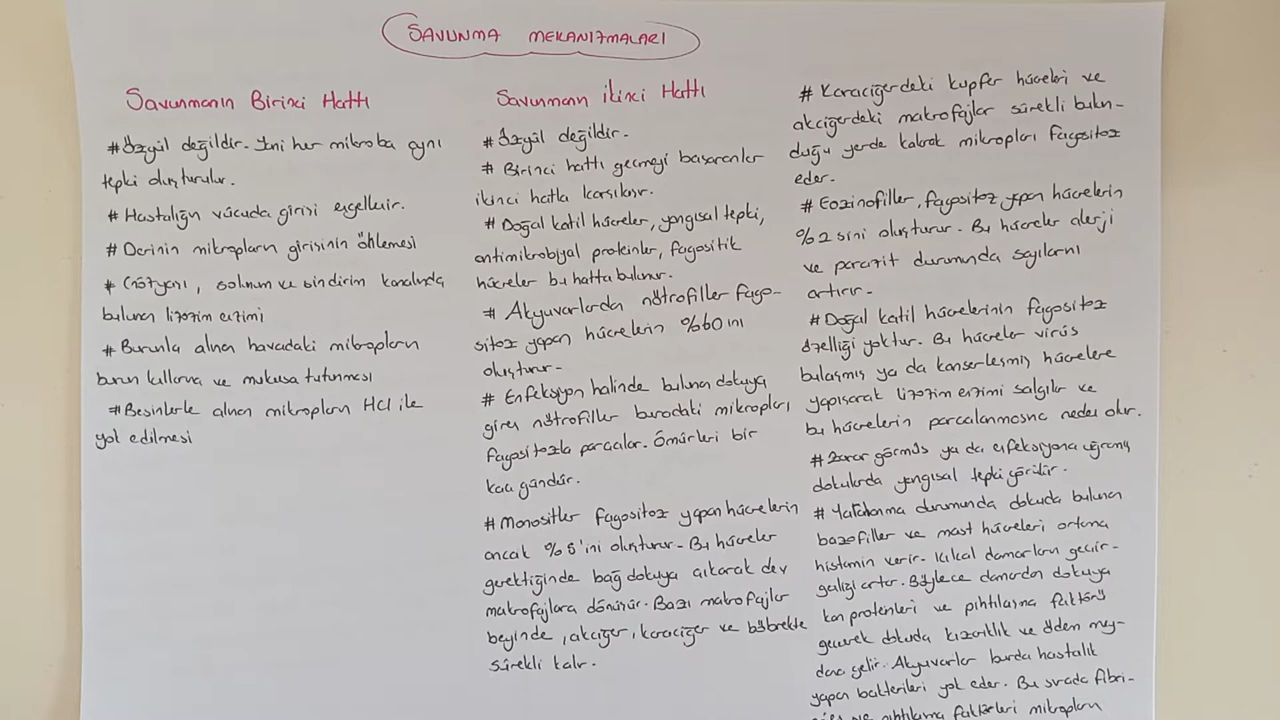 SAVUNMA MEKANİZMALARI
Savunmanın Birinci Hattı
# Özgül değildir. Yani her mikroba aynı
tepki oluşturulur.
# Hastalığın vücuda girişi engellenir.
# Derinin mikropların girişinin önlemesi
# Gözyaşı, solunum ve sindirim kanalında
bulunan lizozim enzimi
# Burunla alınan havadaki mikropların
burun kıllarına ve mukusa tutunması
# Besinlerle alınan mikropların HCl ile
yok edilmesi
Savunmanın İkinci Hattı
# Özgül değildir.
# Birinci hattı geçmeyi başaranlar
ikinci hatla karşılaşır.
# Doğal katil hücreler, yangısal tepki,
antimikrobiyal proteinler, fagositik
hücreler bu hatta bulunur.
# Akyuvarlarda nötrofiller fago-
sitoz yapan hücrelerin %60 ını
oluşturur.
# Enfeksiyon halinde bulunan dokuya
giren nötrofiller buradaki mikropları
fagositozla parçalar. Ömürleri bir
kaç gündür.
# Monositler fagositoz yapan hücrelerin
ancak %5'ini oluşturur. Bu hücreler
gerektiğinde bağ dokuya çıkarak dev
makrofajlara dönüşür. Bazı makrofajlar
beyinde, akciğer, karaciğer ve böbrekte
sürekli kalır.
# Karaciğerdeki kupfer hücreleri ve
akciğerdeki makrofajlar sürekli bulun-
duğu yerde kalarak mikropları fagositoz
eder.
# Eozinofiller, fagositoz yapan hücrelerin
%2 sini oluşturur. Bu hücreler alerji
ve parazit durumunda sayılarını
artırır.
# Doğal katil hücrelerinin fagositoz
özelliği yoktur. Bu hücreler virüs
bulaşmış ya da kanserleşmiş hücrelere
yapışarak lizozim enzimi salgılar ve
bu hücrelerin parçalanmasına neden olur.
# Zarar görmüş ya da enfeksiyona uğramış
dokularda yangısal tepki görülür.
# Yaralanma durumunda dokuda bulunan
bazofiller ve mast hücreleri ortama
histamin verir. Kılcal damarların geçir-
genliği artar. Böylece damardan dokuya
kan proteinleri ve pıhtılaşma faktörü
geçerek dokuda kızarıklık ve ödem mey-
dana gelir. Akyuvarlar burda hastalık
yapan bakterileri yok eder. Bu sırada fibri-
ve pıhtılaşma faktörleri mikropların